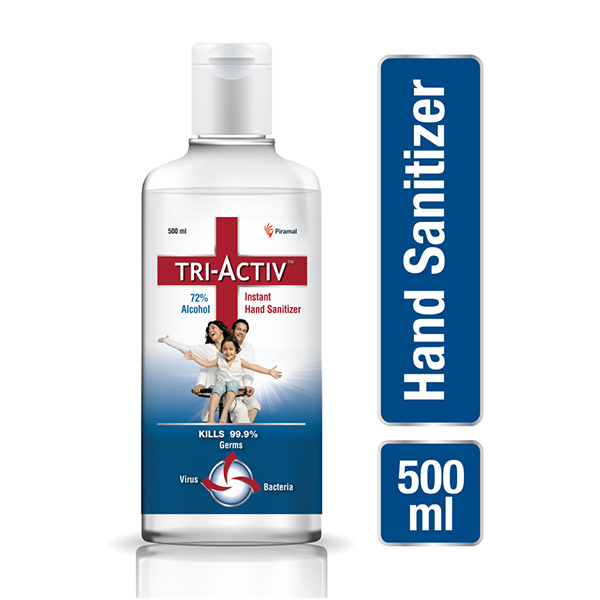 500 ml
Piramal
TRI-ACTIV™
72%
Alcohol
Instant
Hand Sanitizer
KILLS 99.9%
Germs
Virus
Bacteria
Hand Sanitizer
500
ml